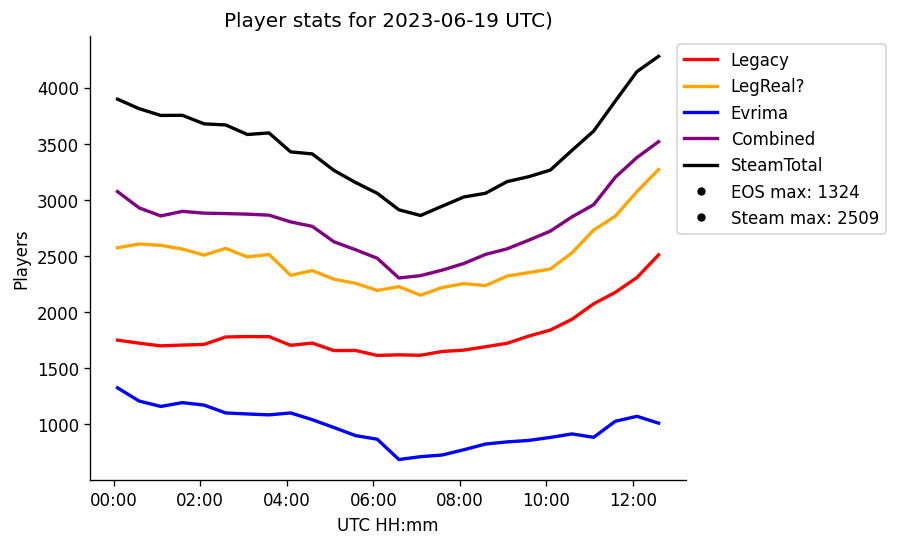 Player stats for 2023-06-19 UTC)
Players
4000
3500
3000
2500
2000
1500
1000
00:00 02:00 04:00 06:00 08:00 10:00 12:00
UTC HH:mm
Legacy
LegReal?
Evrima
Combined
SteamTotal
EOS max: 1324
Steam max: 2509